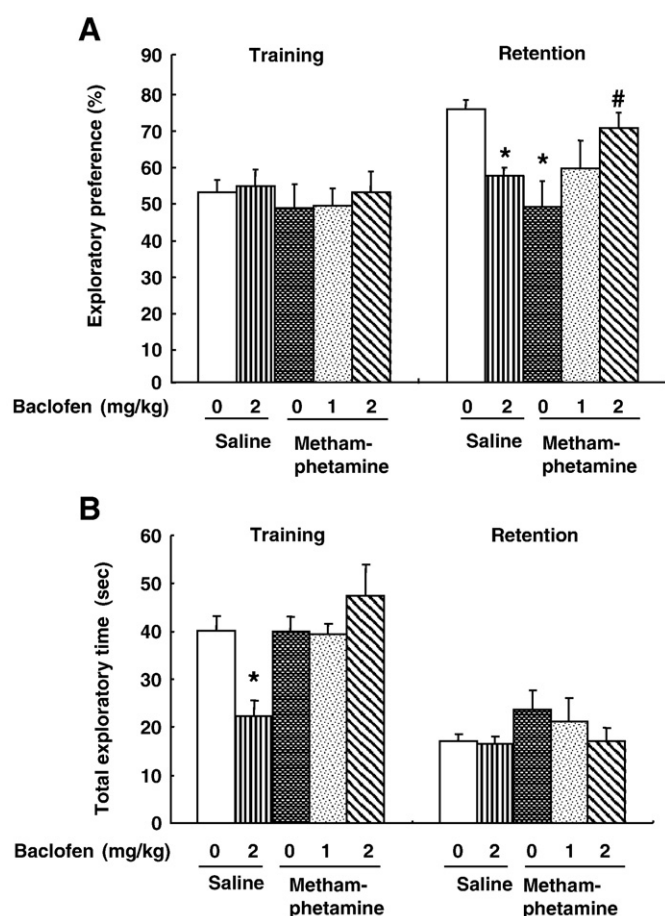 A
Training Retention
Exploratory preference (%)
90
80
70
60
50
40
30
20
10
0
* * #
Baclofen (mg/kg) 0 2 0 1 2 0 2 0 1 2
Saline Metham-phetamine Saline Metham-phetamine
B
Training Retention
Total exploratory time (sec)
60
50
40
30
20
10
0
*
Baclofen (mg/kg) 0 2 0 1 2 0 2 0 1 2
Saline Metham-phetamine Saline Metham-phetamine